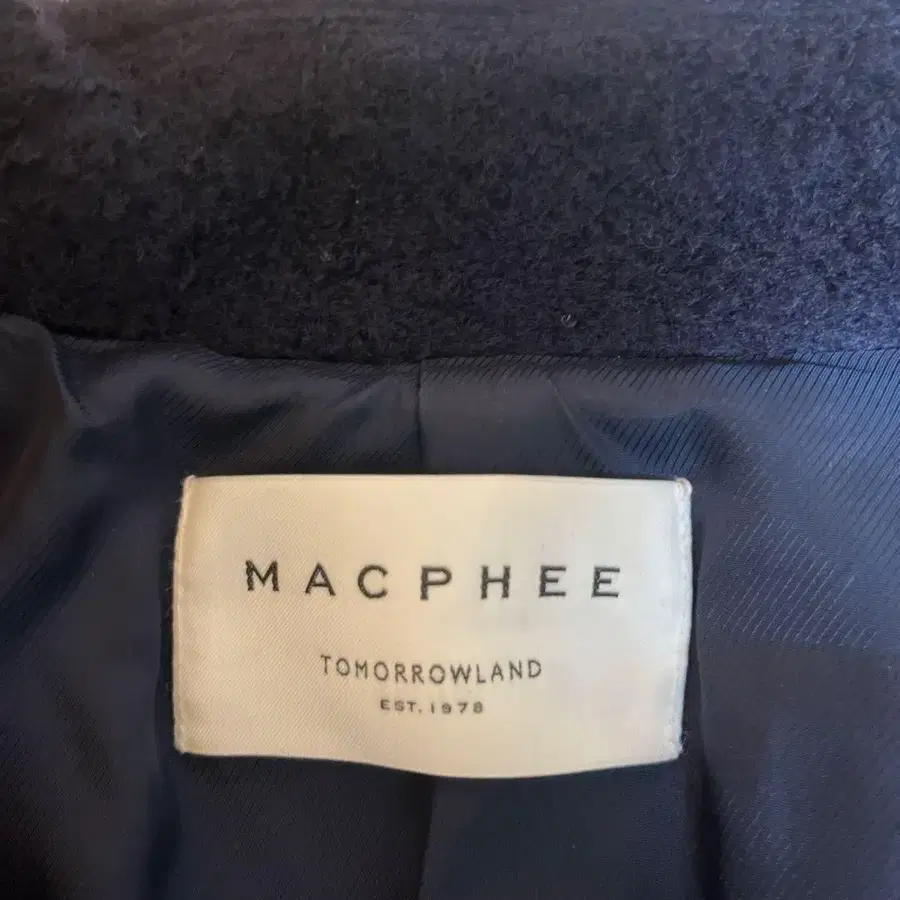 MACPHEE
TOMORROWLAND
EST. 1978